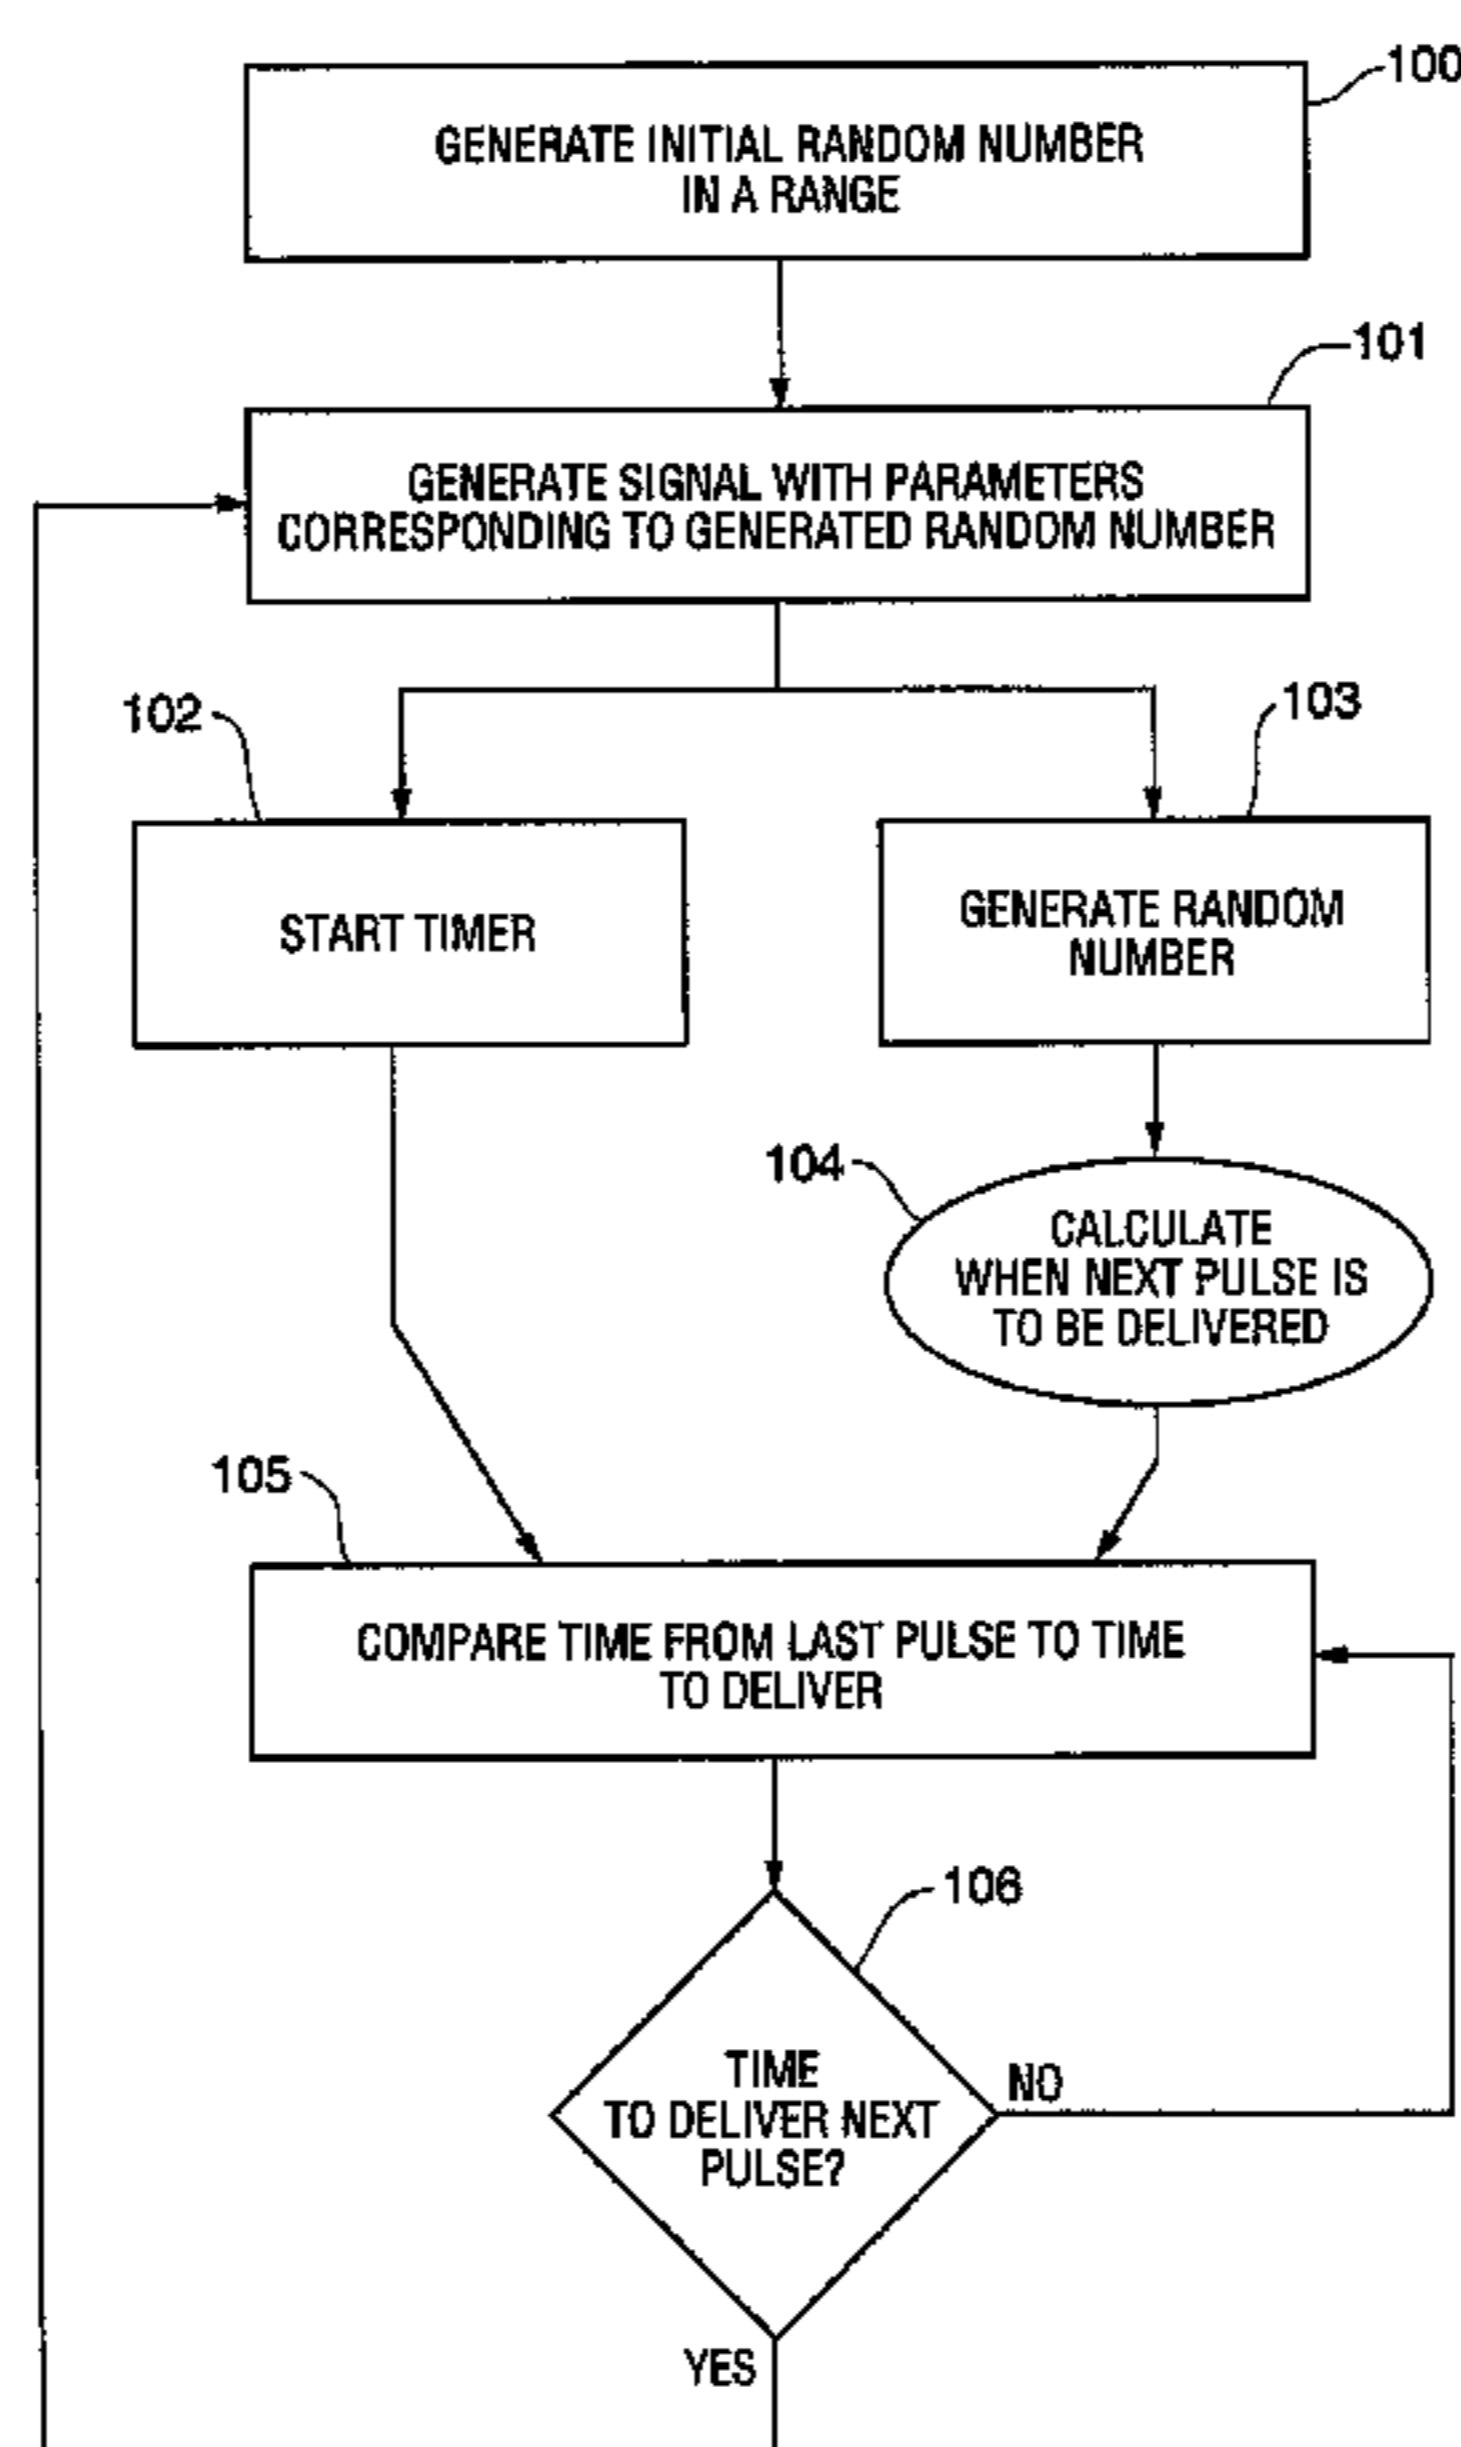 100
GENERATE INITIAL RANDOM NUMBER
IN A RANGE
101
GENERATE SIGNAL WITH PARAMETERS
CORRESPONDING TO GENERATED RANDOM NUMBER
102
103
START TIMER
GENERATE RANDOM
NUMBER
104
CALCULATE
WHEN NEXT PULSE IS
TO BE DELIVERED
105
COMPARE TIME FROM LAST PULSE TO TIME
TO DELIVER
106
TIME
TO DELIVER NEXT
PULSE?
NO
YES